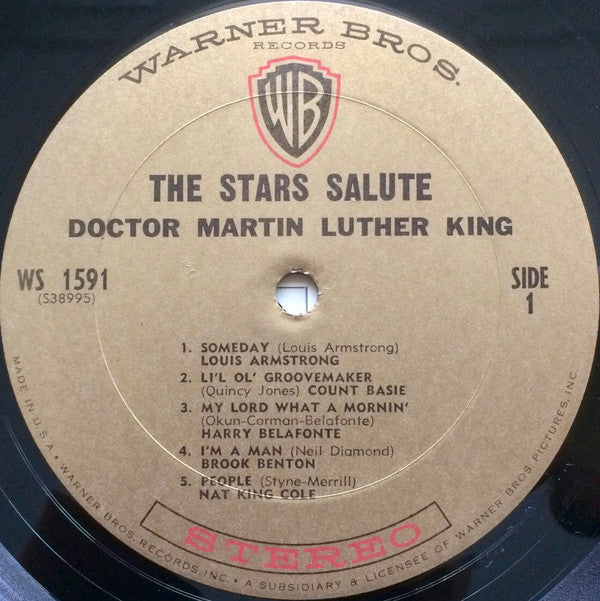 WARNER BROS.
RECORDS
WB
THE STARS SALUTE
DOCTOR MARTIN LUTHER KING
WS 1591
(S38995)
SIDE
1
1. SOMEDAY (Louis Armstrong)
LOUIS ARMSTRONG
2. LI'L OL' GROOVEMAKER
(Quincy Jones) COUNT BASIE
3. MY LORD WHAT A MORNIN'
(Okun-Corman-Belafonte)
HARRY BELAFONTE
4. I'M A MAN (Neil Diamond)
BROOK BENTON
5. PEOPLE (Styne-Merrill)
NAT KING COLE
STEREO
MADE IN U.S.A. • WARNER BROS. RECORDS, INC. • A SUBSIDIARY & LICENSEE OF WARNER BROS. PICTURES, INC.